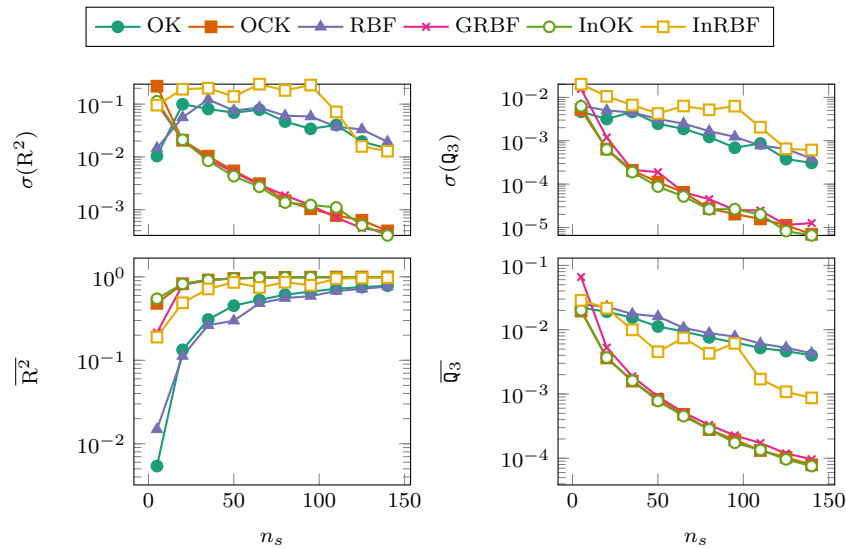 OK OCK RBF GRBF InOK InRBF
σ(R²)
10⁻¹
10⁻²
10⁻³
σ(Q₃)
10⁻²
10⁻³
10⁻⁴
10⁻⁵
R̅²
10⁰
10⁻¹
10⁻²
0 50 100 150
nₛ
Q̅₃
10⁻¹
10⁻²
10⁻³
10⁻⁴
0 50 100 150
nₛ